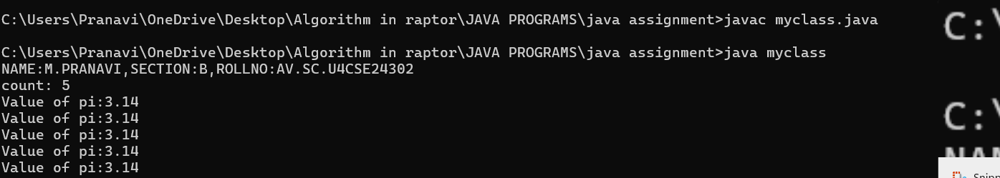 C:\Users\Pranavi\OneDrive\Desktop\Algorithm in raptor\JAVA PROGRAMS\java assignment>javac myclass.java
C:\
C:\Users\Pranavi\OneDrive\Desktop\Algorithm in raptor\JAVA PROGRAMS\java assignment>java myclass
NAME:M.PRANAVI,SECTION:B,ROLLNO:AV.SC.U4CSE24302
count: 5
Value of pi:3.14
Value of pi:3.14
C:\
Value of pi:3.14
Value of pi:3.14
NAM
Value of pi:3.14
Snipp